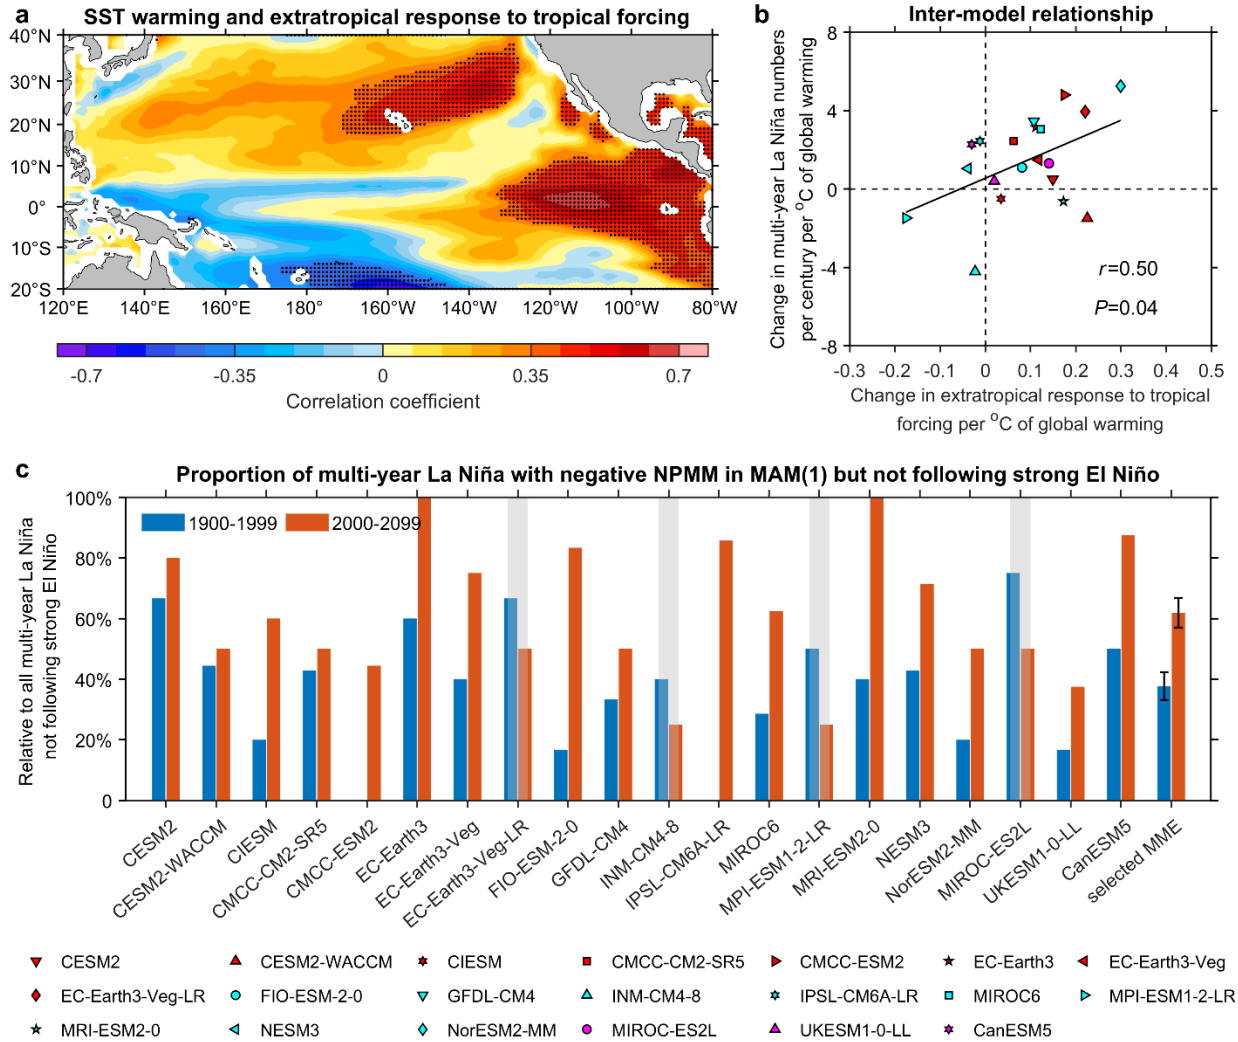 a SST warming and extratropical response to tropical forcing
40°N
30°N
20°N
10°N
0°
10°S
20°S
120°E 140°E 160°E 180° 160°W 140°W 120°W 100°W 80°W
-0.7 -0.35 0 0.35 0.7
Correlation coefficient
b Inter-model relationship
Change in multi-year La Niña numbers
per century per °C of global warming
8
4
0
-4
-8
r=0.50
P=0.04
-0.3 -0.2 -0.1 0 0.1 0.2 0.3 0.4 0.5
Change in extratropical response to tropical
forcing per °C of global warming
c Proportion of multi-year La Niña with negative NPMM in MAM(1) but not following strong El Niño
Relative to all multi-year La Niña
not following strong El Niño
100%
80%
60%
40%
20%
0
1900-1999 2000-2099
CESM2
CESM2-WACCM
CIESM
CMCC-CM2-SR5
CMCC-ESM2
EC-Earth3
EC-Earth3-Veg
EC-Earth3-Veg-LR
FIO-ESM-2-0
GFDL-CM4
INM-CM4-8
IPSL-CM6A-LR
MIROC6
MPI-ESM1-2-LR
MRI-ESM2-0
NESM3
NorESM2-MM
MIROC-ES2L
UKESM1-0-LL
CanESM5
selected MME
CESM2 CESM2-WACCM CIESM CMCC-CM2-SR5 CMCC-ESM2 EC-Earth3 EC-Earth3-Veg
EC-Earth3-Veg-LR FIO-ESM-2-0 GFDL-CM4 INM-CM4-8 IPSL-CM6A-LR MIROC6 MPI-ESM1-2-LR
MRI-ESM2-0 NESM3 NorESM2-MM MIROC-ES2L UKESM1-0-LL CanESM5